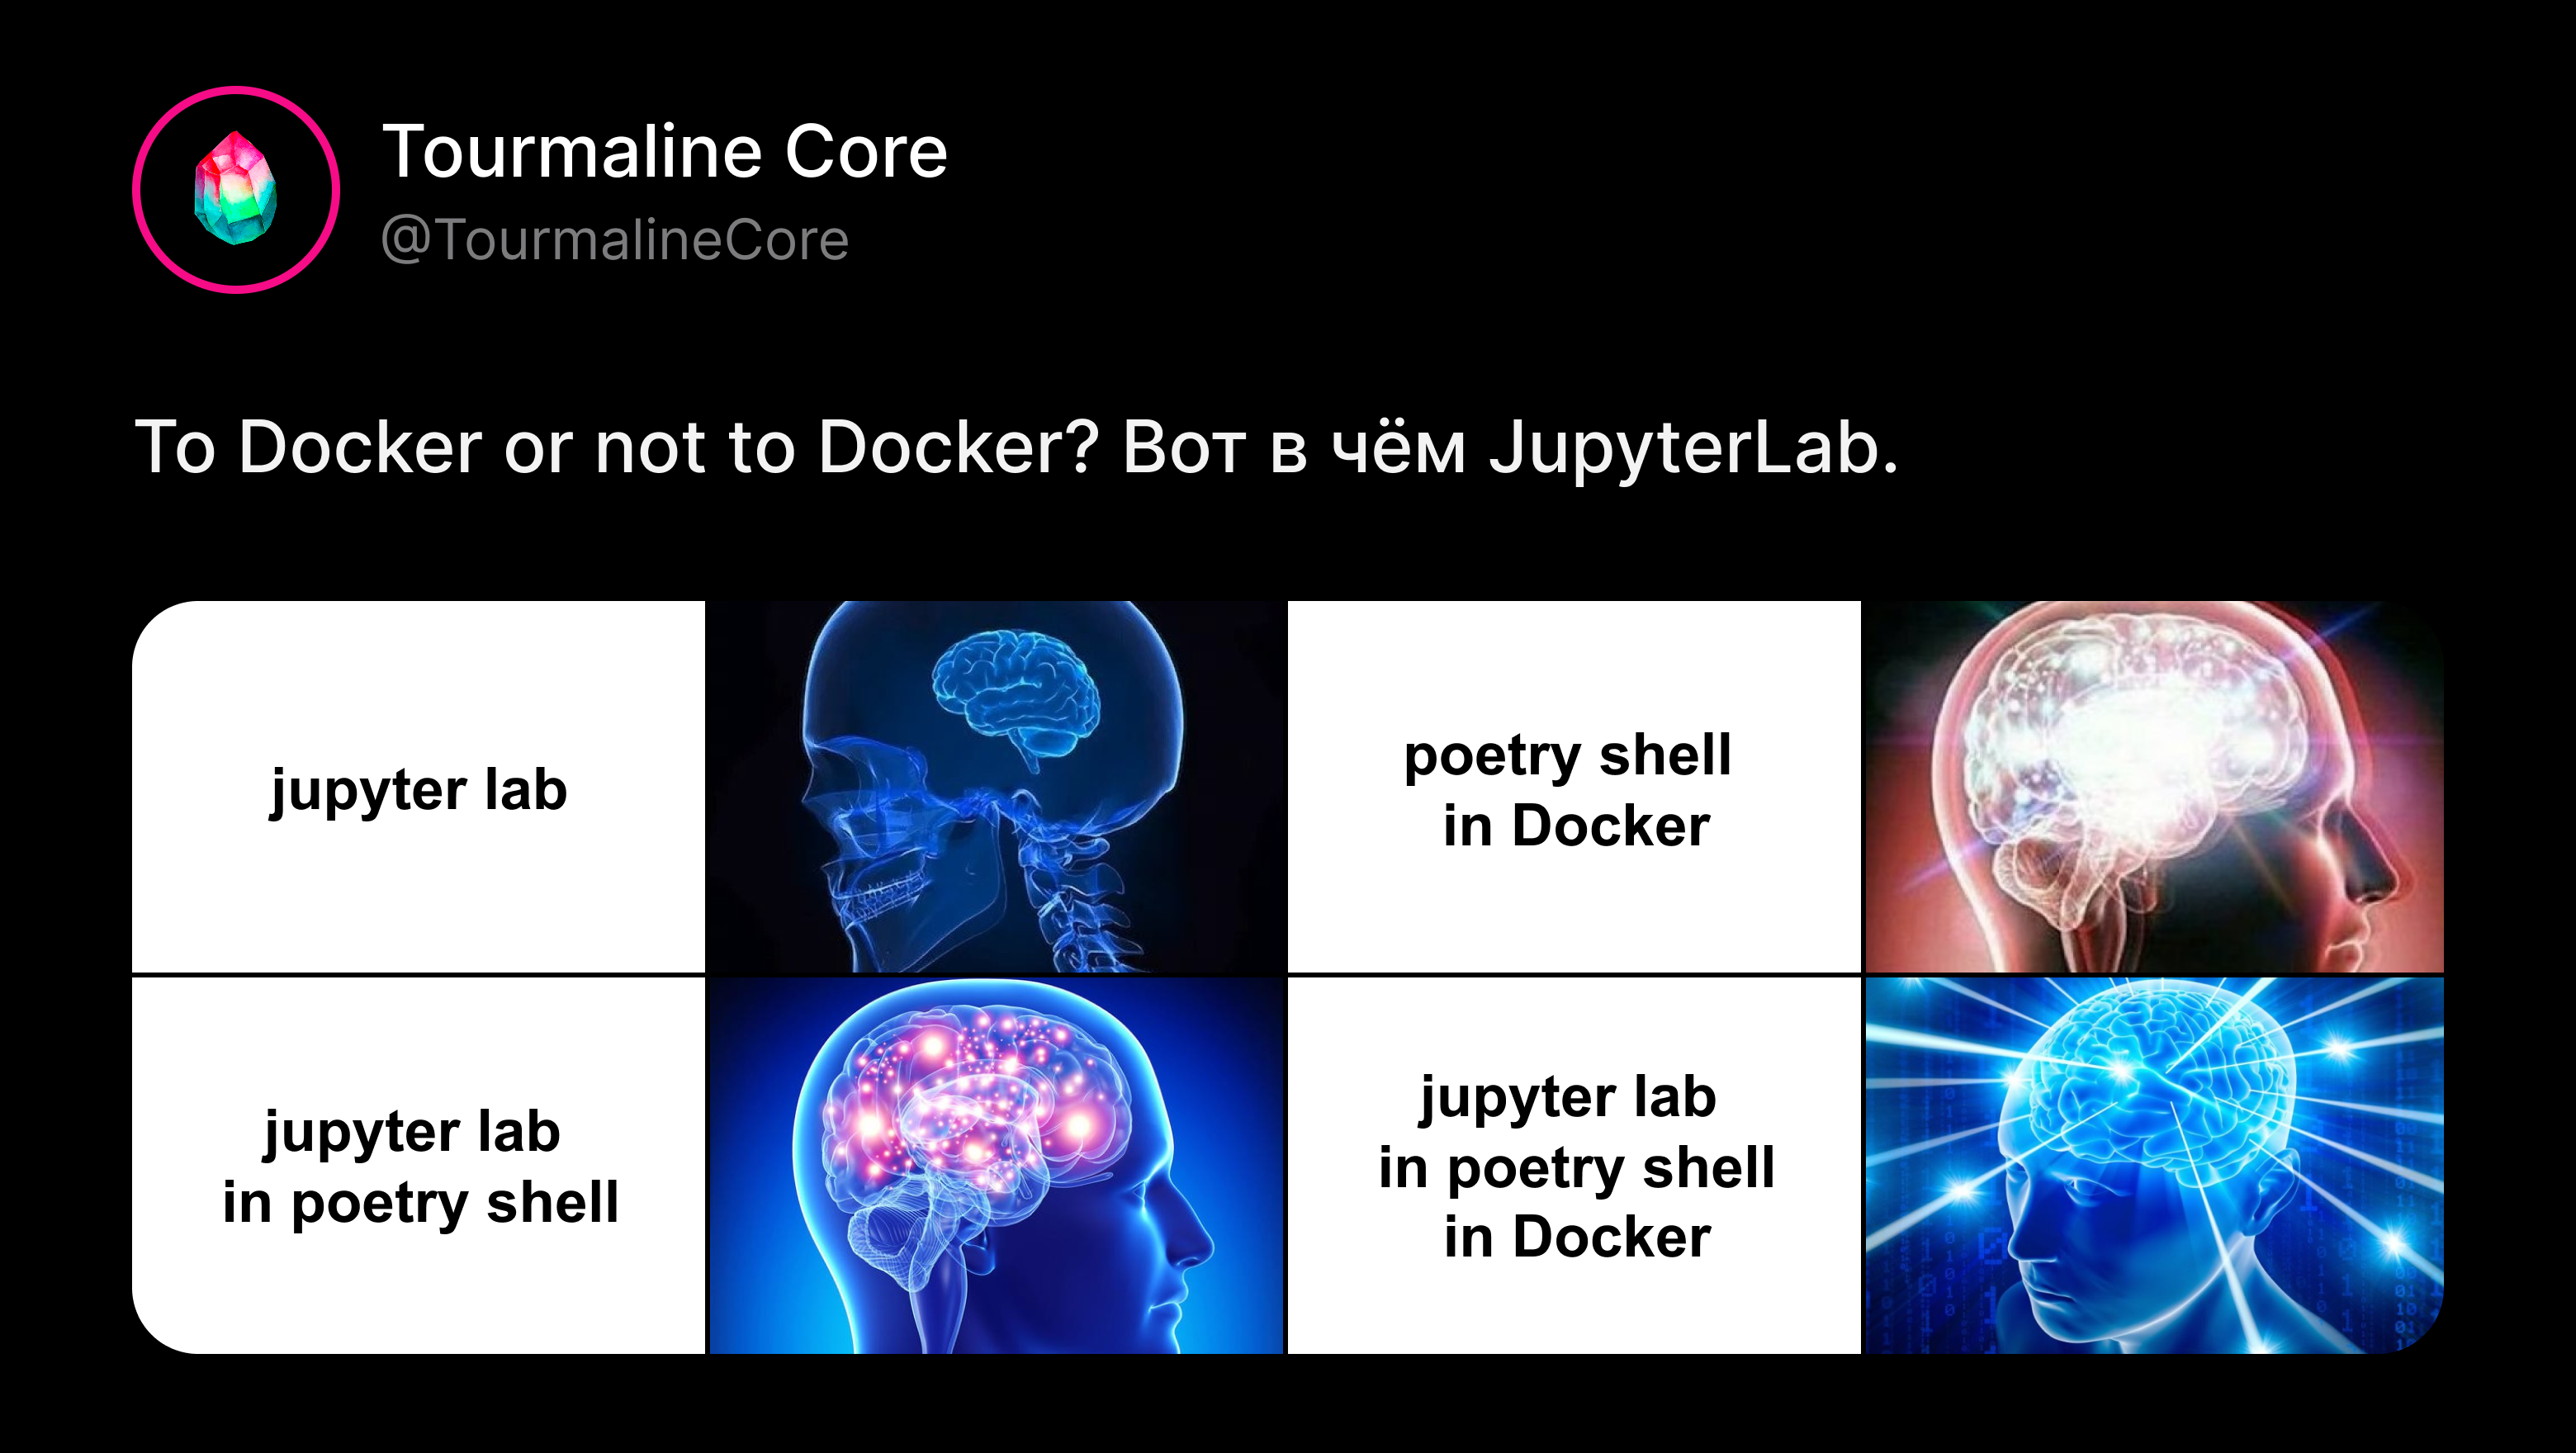 Tourmaline Core
@TourmalineCore
To Docker or not to Docker? Вот в чём JupyterLab.
jupyter lab
jupyter lab
in poetry shell
poetry shell
in Docker
jupyter lab
in poetry shell
in Docker